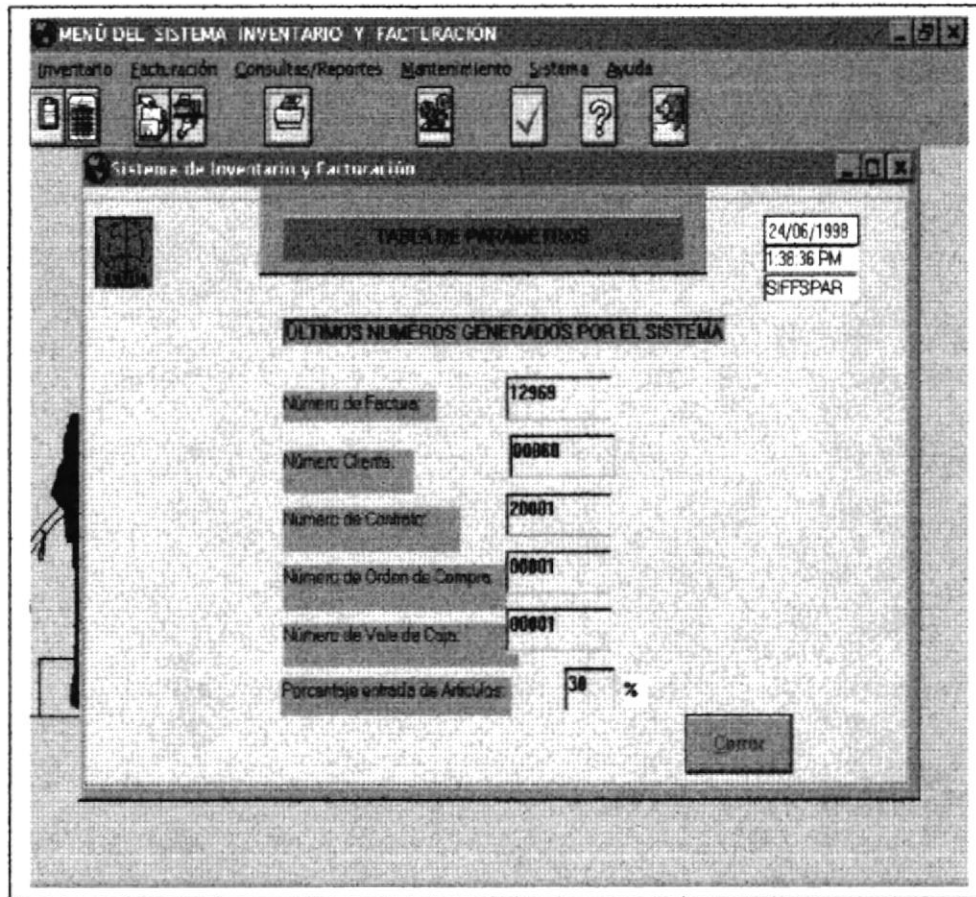 MENÚ DEL SISTEMA INVENTARIO Y FACTURACIÓN
Inventario Facturación Consultas/Reportes Mantenimiento Sistema Ayuda
Sistema de Inventario y Facturación
TABLA DE PARAMETROS
24/06/1998
1:38:36 PM
SIFFSPAR
ÚLTIMOS NUMEROS GENERADOS POR EL SISTEMA
Número de Factura: 12968
Número Cliente: 00868
Número de Contrato: 20001
Número de Orden de Compra: 00001
Número de Vale de Caja: 00001
Porcentaje entrada de Artículos: 30 %
Cerrar